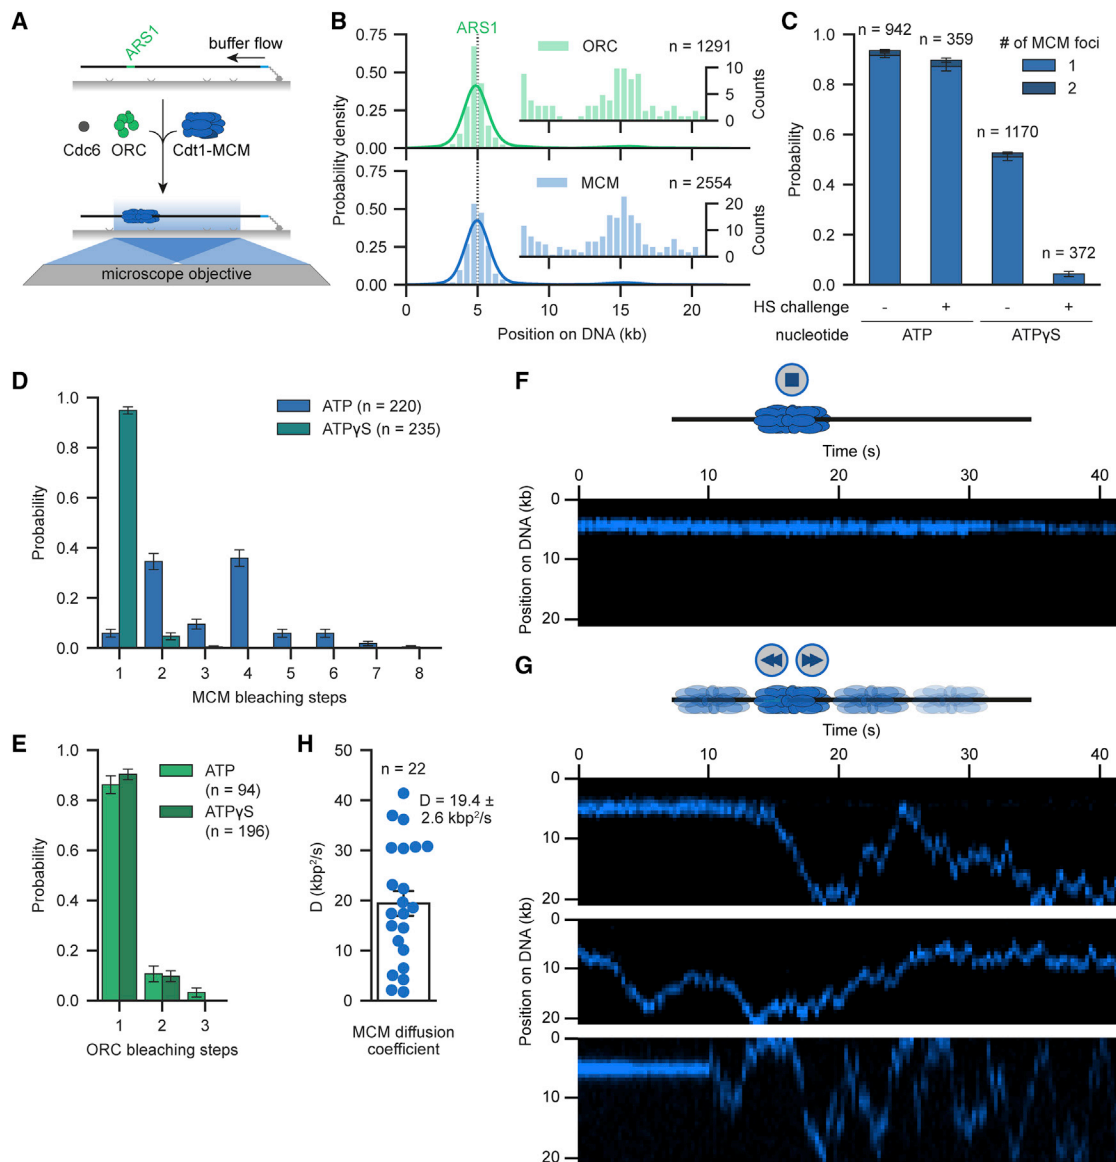 A
ARS1
buffer flow
Cdc6
ORC
Cdt1-MCM
microscope objective
B
ARS1
0.75
0.50
0.25
0.00
ORC
n = 1291
10
5
0
Counts
Probability density
0.75
0.50
0.25
0.00
MCM
n = 2554
20
10
0
Counts
0
5
10
15
20
Position on DNA (kb)
C
n = 942
n = 359
# of MCM foci
1
2
n = 1170
n = 372
1.0
0.8
0.6
0.4
0.2
0.0
Probability
HS challenge
-
+
-
+
nucleotide
ATP
ATPγS
D
1.0
0.8
0.6
0.4
0.2
0.0
Probability
ATP (n = 220)
ATPγS (n = 235)
1
2
3
4
5
6
7
8
MCM bleaching steps
E
1.0
0.8
0.6
0.4
0.2
0.0
Probability
ATP
(n = 94)
ATPγS
(n = 196)
1
2
3
ORC bleaching steps
H
50
40
30
20
10
0
D (kbp²/s)
n = 22
D = 19.4 ±
2.6 kbp²/s
MCM diffusion
coefficient
F
Time (s)
0
10
20
30
40
0
10
20
Position on DNA (kb)
G
Time (s)
0
10
20
30
40
0
10
20
0
10
20
0
10
20
Position on DNA (kb)